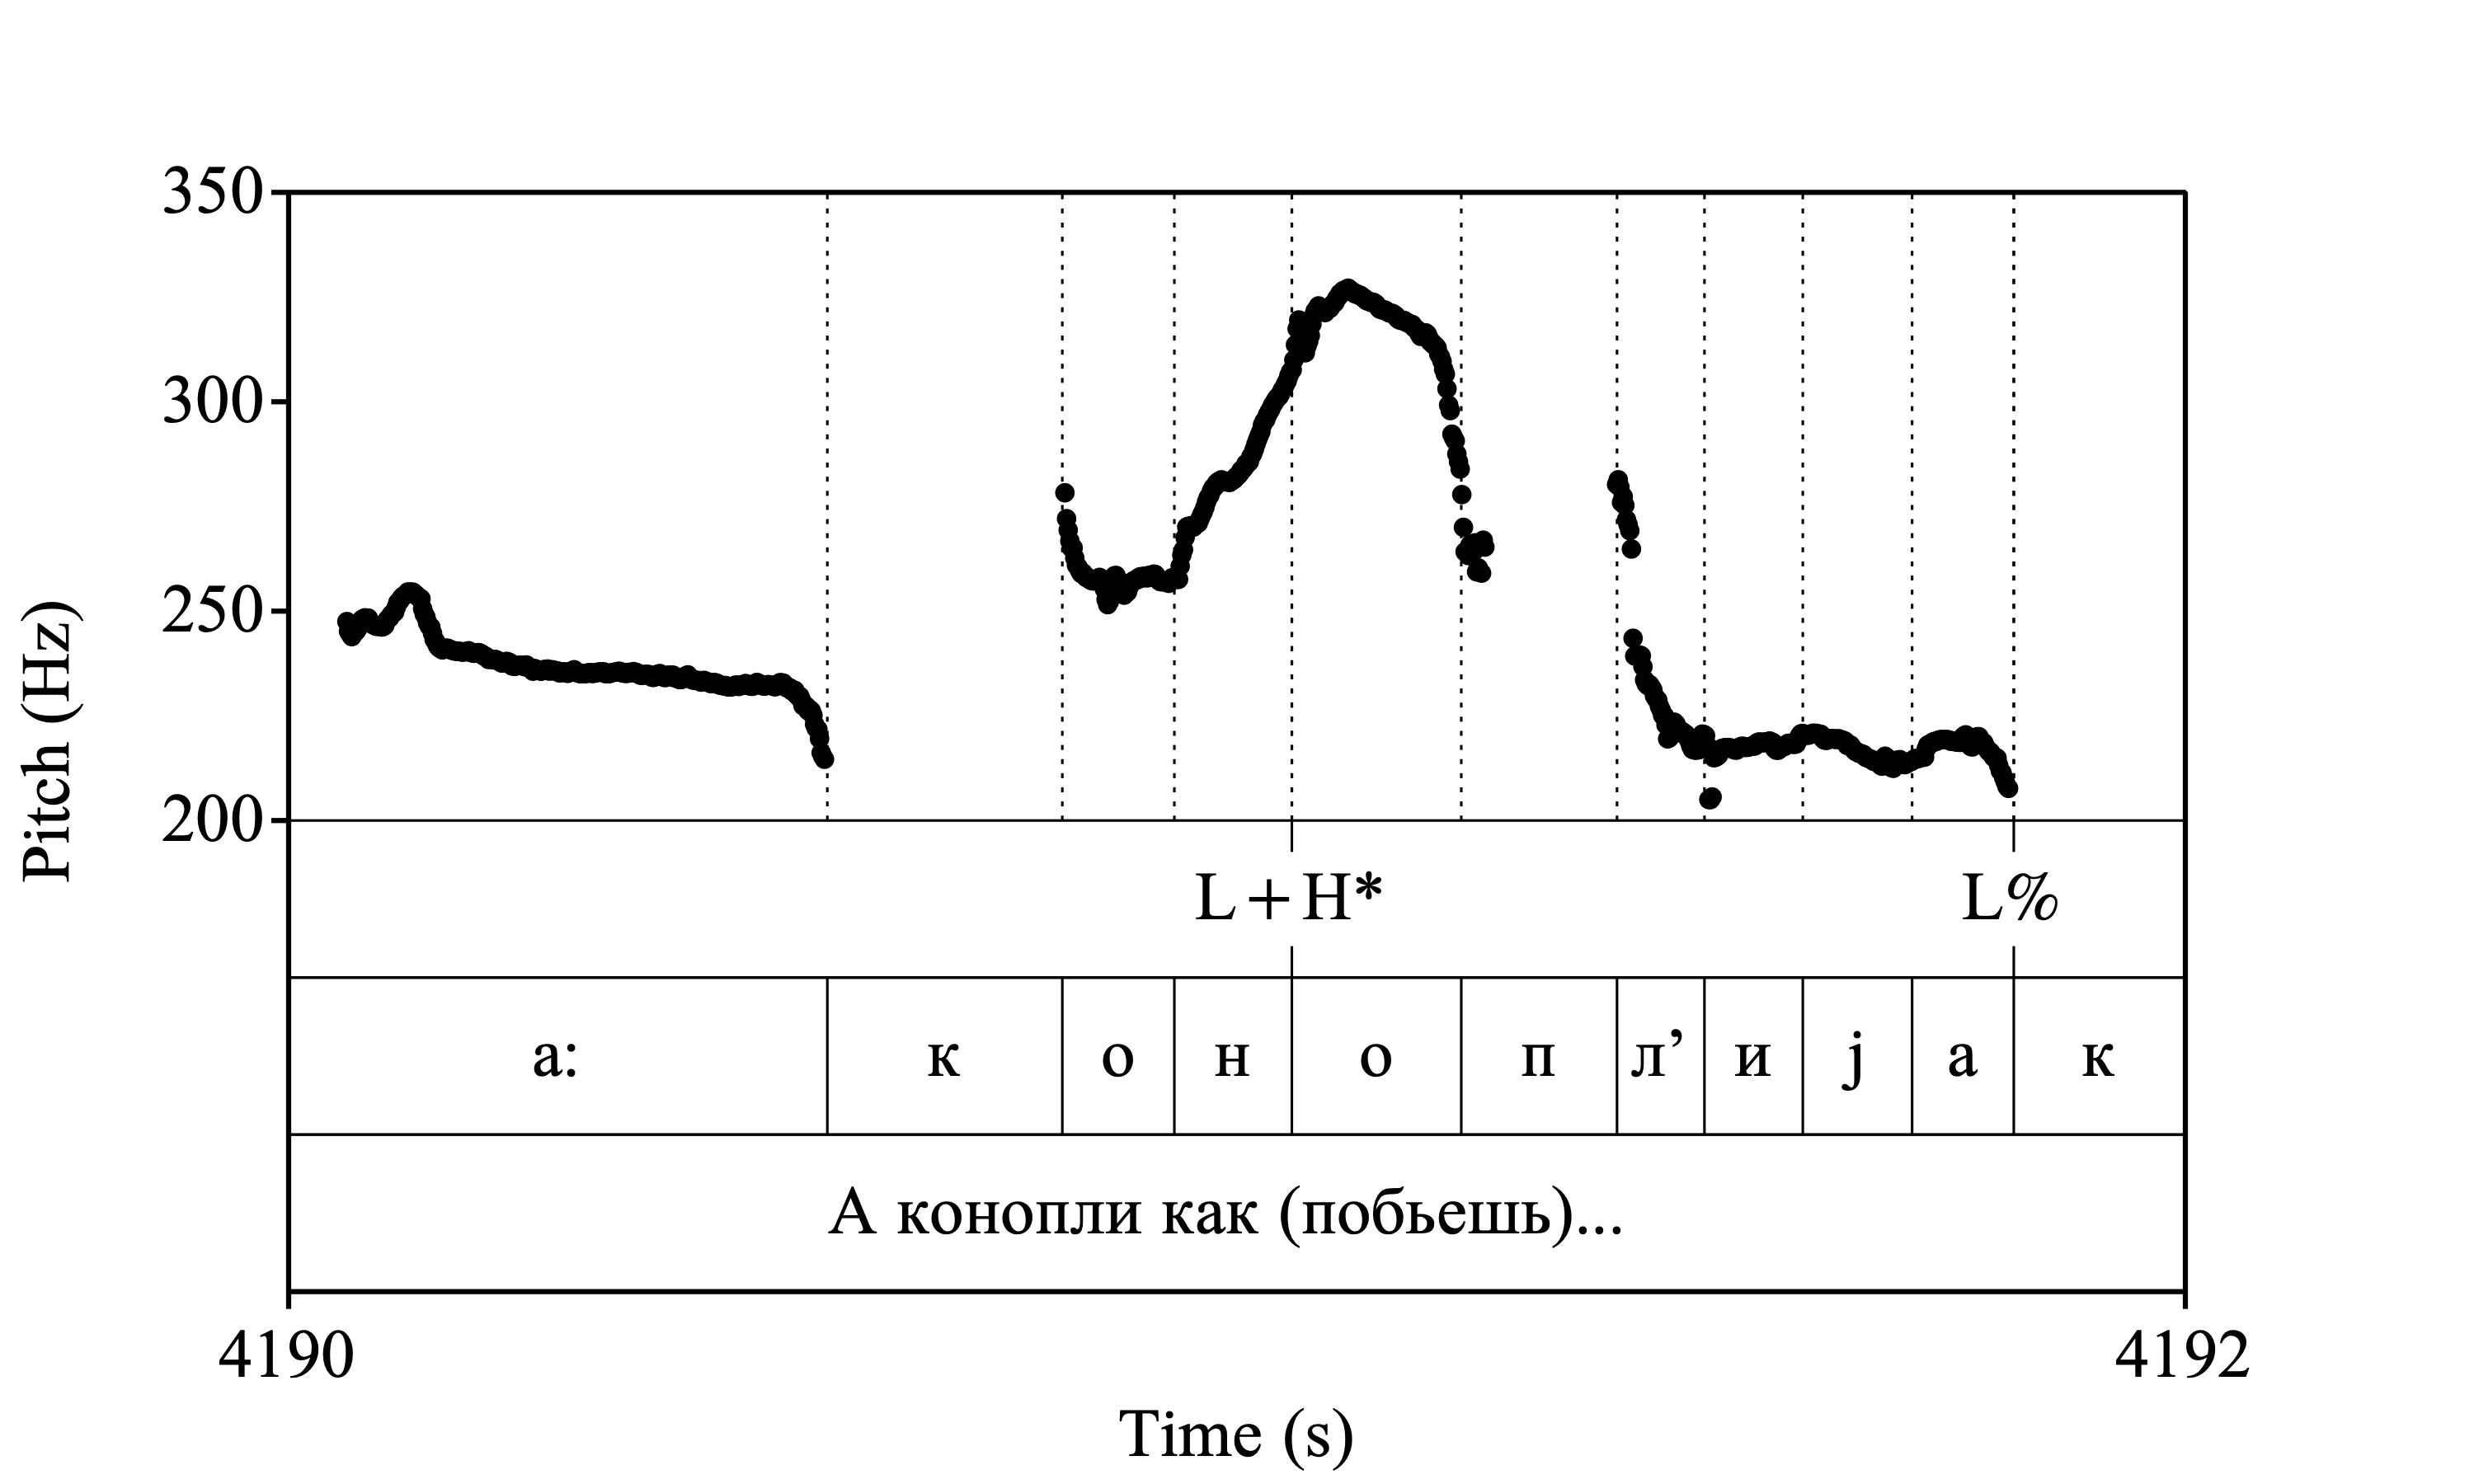 350
300
250
200
Pitch (Hz)
L+H* L%
а: к о н о п л’ и j а к
А конопли как (побьешь)...
4190 4192
Time (s)